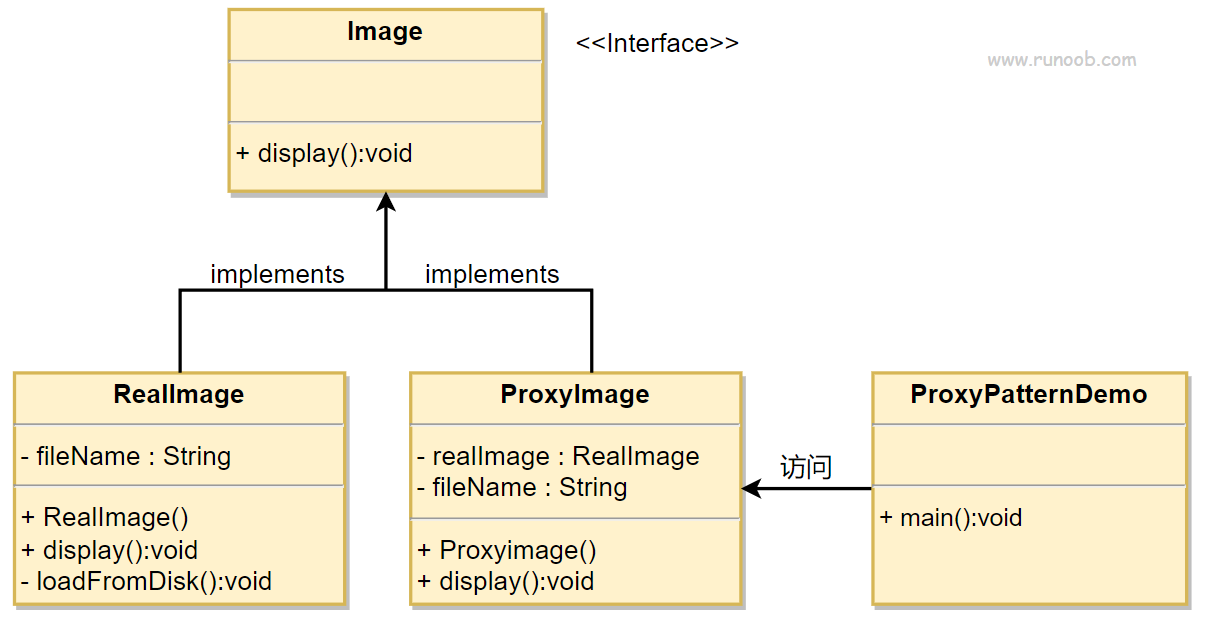 Image
<<Interface>>
www.runoob.com
+ display():void
implements
implements
RealImage
- fileName : String
+ RealImage()
+ display():void
- loadFromDisk():void
ProxyImage
- realImage : RealImage
- fileName : String
+ Proxyimage()
+ display():void
访问
ProxyPatternDemo
+ main():void